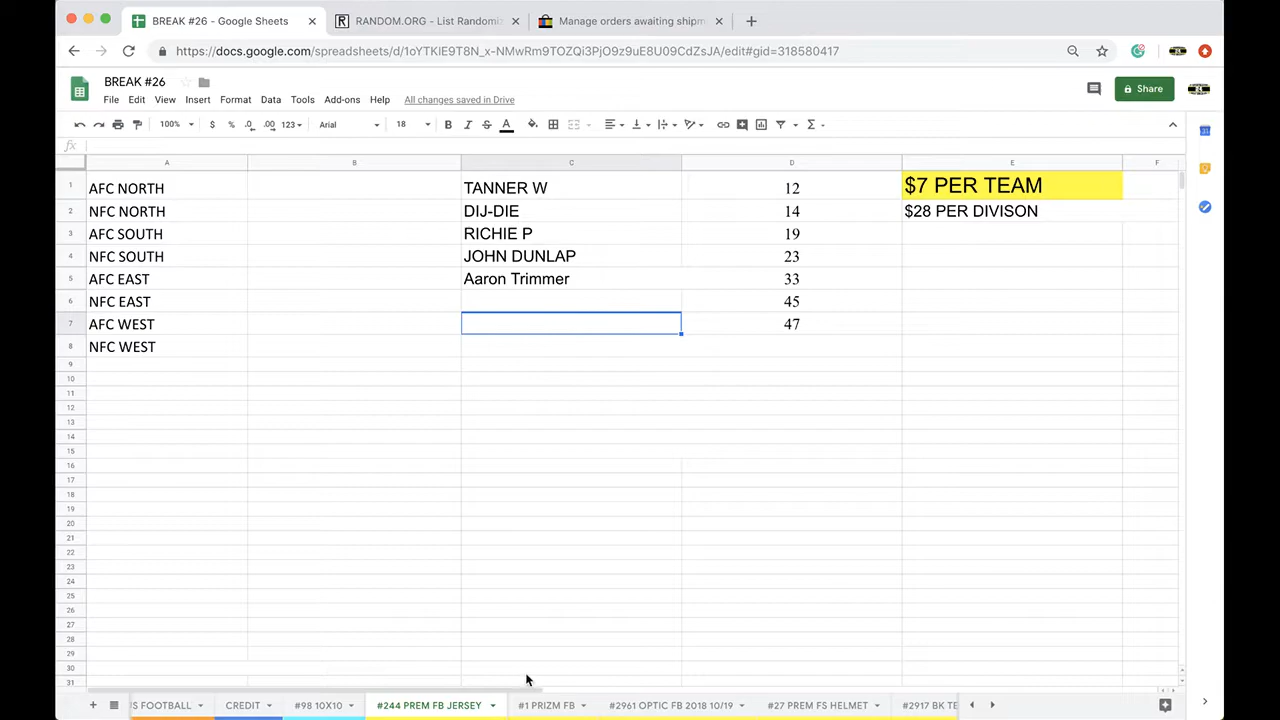 BREAK #26 - Google Sheets
RANDOM.ORG - List Randomiz
Manage orders awaiting shipm
https://docs.google.com/spreadsheets/d/1oYTKIE9T8N_x-NMwRm9TOZQi3PjO9z9uE8U09CdZsJA/edit#gid=318580417
BREAK #26
File Edit View Insert Format Data Tools Add-ons Help All changes saved in Drive
Share
100% $ % .0 .00 123 Arial 18 B I S A
fx
A B C D E F
1 AFC NORTH TANNER W 12 $7 PER TEAM
2 NFC NORTH DIJ-DIE 14 $28 PER DIVISON
3 AFC SOUTH RICHIE P 19
4 NFC SOUTH JOHN DUNLAP 23
5 AFC EAST Aaron Trimmer 33
6 NFC EAST 45
7 AFC WEST 47
8 NFC WEST
9
10
11
12
13
14
15
16
17
18
19
20
21
22
23
24
25
26
27
28
29
30
31
'S FOOTBALL CREDIT #98 10X10 #244 PREM FB JERSEY #1 PRIZM FB #2961 OPTIC FB 2018 10/19 #27 PREM FS HELMET #2917 BK TE